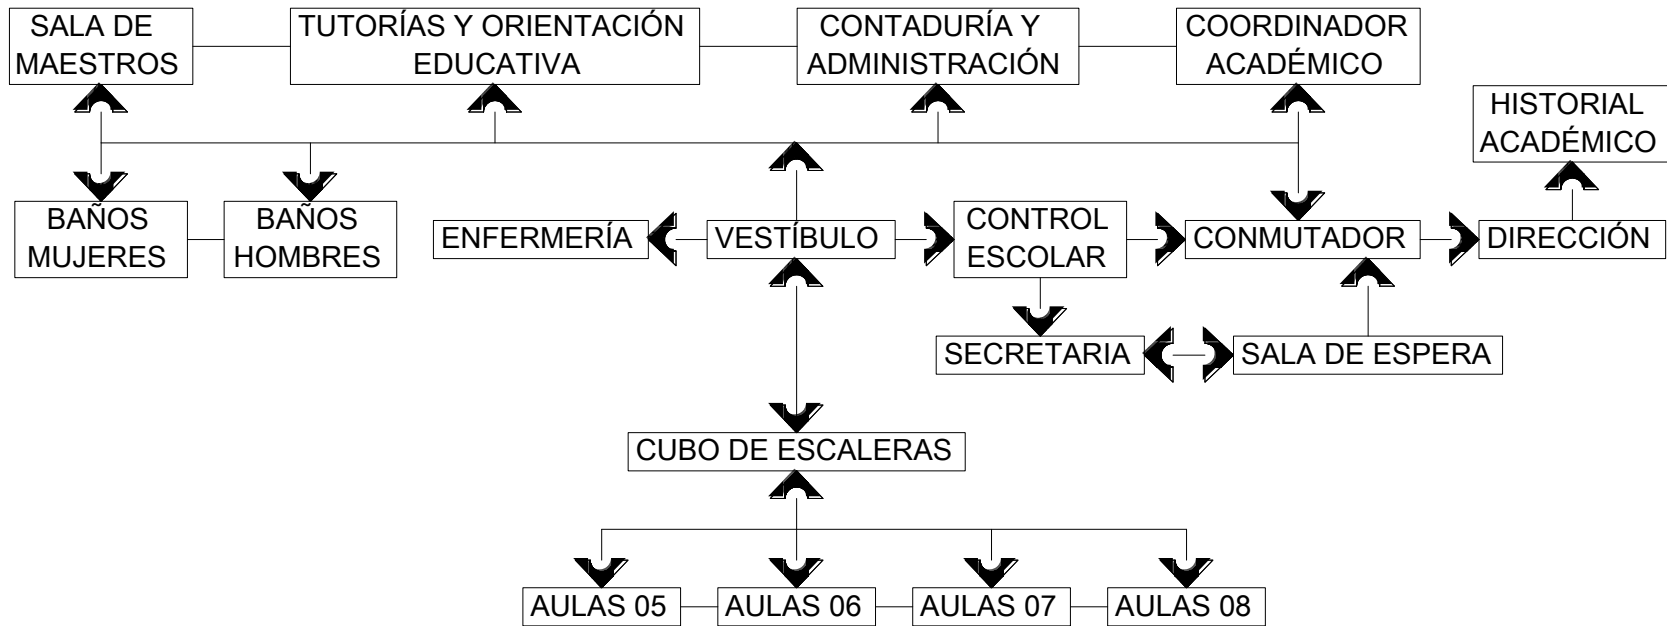 SALA DE
MAESTROS
TUTORÍAS Y ORIENTACIÓN
EDUCATIVA
CONTADURÍA Y
ADMINISTRACIÓN
COORDINADOR
ACADÉMICO
HISTORIAL
ACADÉMICO
BAÑOS
MUJERES
BAÑOS
HOMBRES
ENFERMERÍA
VESTÍBULO
CONTROL
ESCOLAR
CONMUTADOR
DIRECCIÓN
SECRETARIA
SALA DE ESPERA
CUBO DE ESCALERAS
AULAS 05
AULAS 06
AULAS 07
AULAS 08